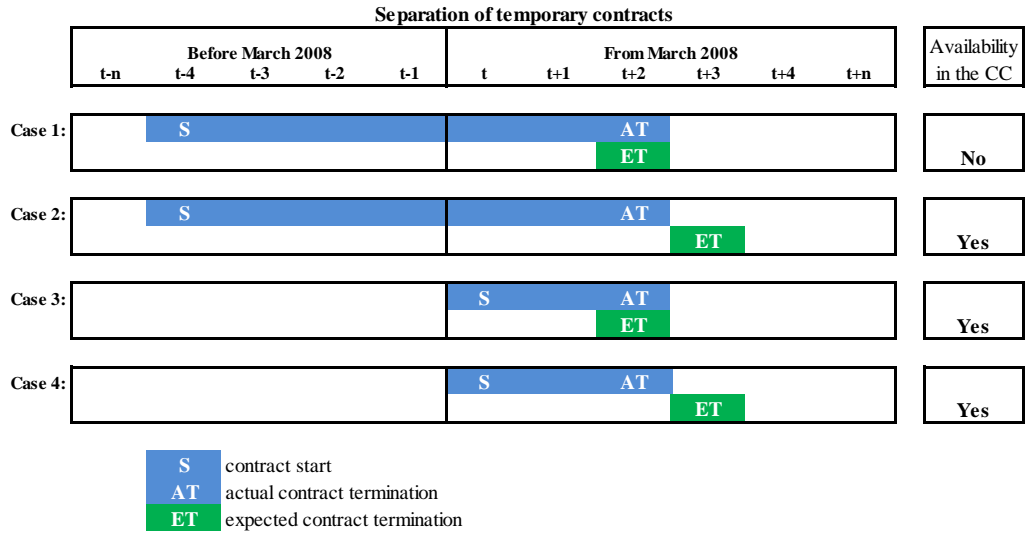 Separation of temporary contracts
Before March 2008 From March 2008 Availability
t-n t-4 t-3 t-2 t-1 t t+1 t+2 t+3 t+4 t+n in the CC
Case 1: S AT
ET No
Case 2: S AT
ET Yes
Case 3: S AT
ET Yes
Case 4: S AT
ET Yes
S contract start
AT actual contract termination
ET expected contract termination